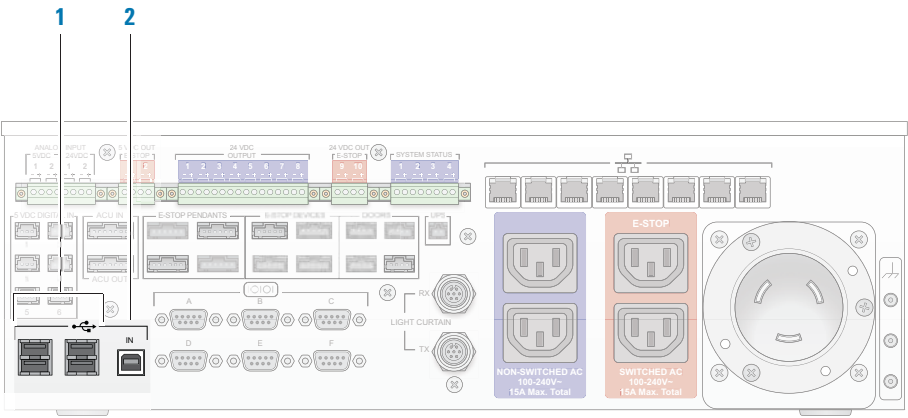 1 2
ANALOG INPUT 5 VDC OUT 24 VDC 24 VDC OUT
5VDC 24VDC E-STOP OUTPUT E-STOP SYSTEM STATUS
1 2 1 2 1 2 3 4 5 6 7 8 9 10 1 2 3 4
5 VDC DIGITAL IN ACU IN E-STOP PENDANTS E-STOP DEVICES DOORS UPS
E-STOP
ACU OUT
A B C
RX
5 6
LIGHT CURTAIN
IN
D E F
TX
NON-SWITCHED AC
100-240V~
15A Max. Total
SWITCHED AC
100-240V~
15A Max. Total